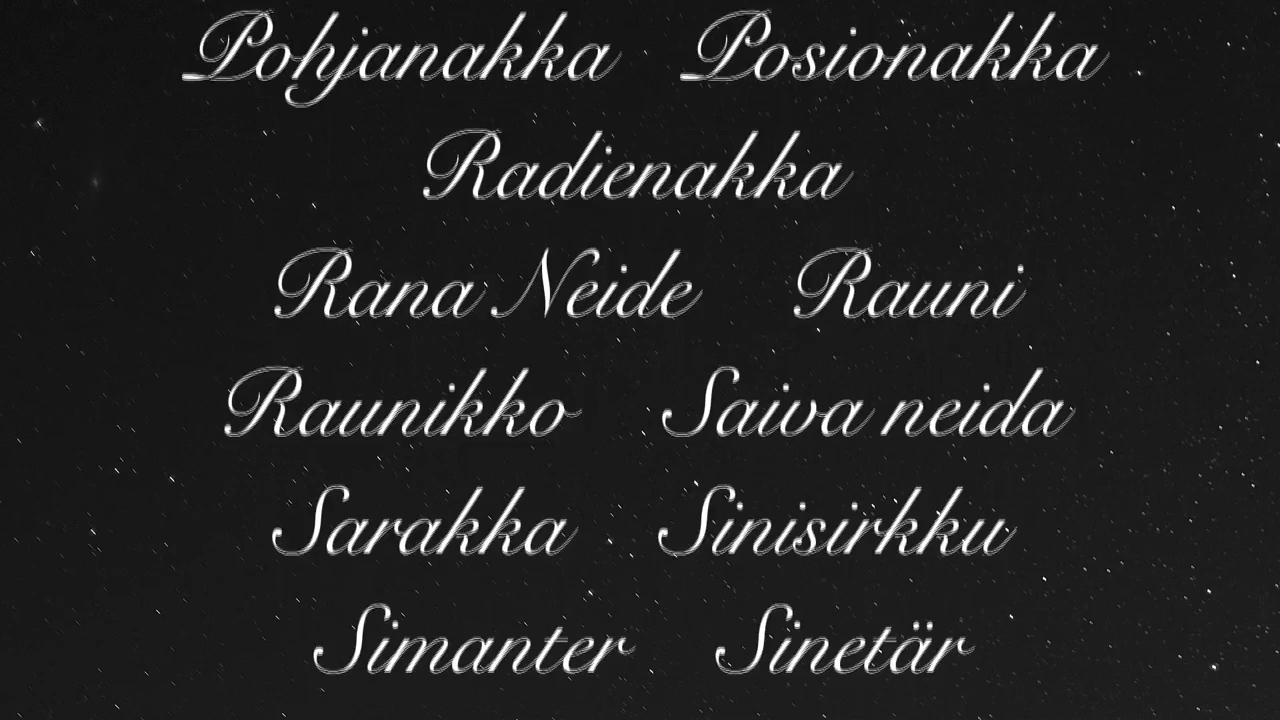 Pohjanakka Posionakka
Radienakka
Rana Neide Rauni
Raunikko Saiva neida
Sarakka Sinisirkku
Simanter Sinetär